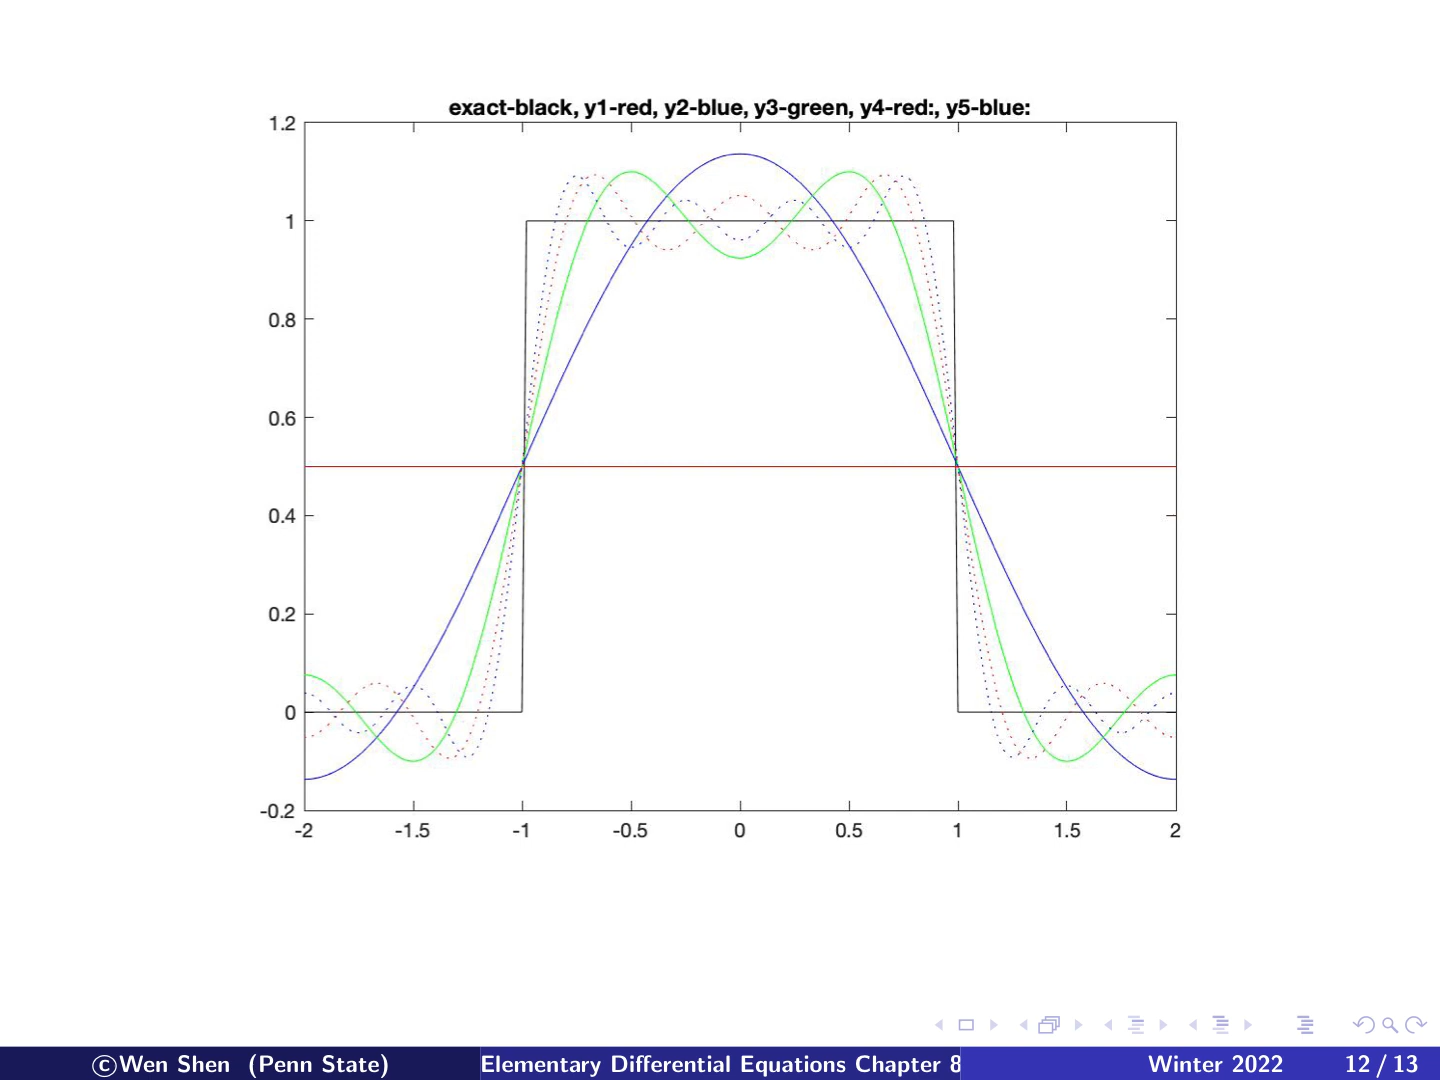 exact-black, y1-red, y2-blue, y3-green, y4-red:, y5-blue:
1.2
1
0.8
0.6
0.4
0.2
0
-0.2
-2 -1.5 -1 -0.5 0 0.5 1 1.5 2
©Wen Shen (Penn State) Elementary Differential Equations Chapter 8 Winter 2022 12 / 13